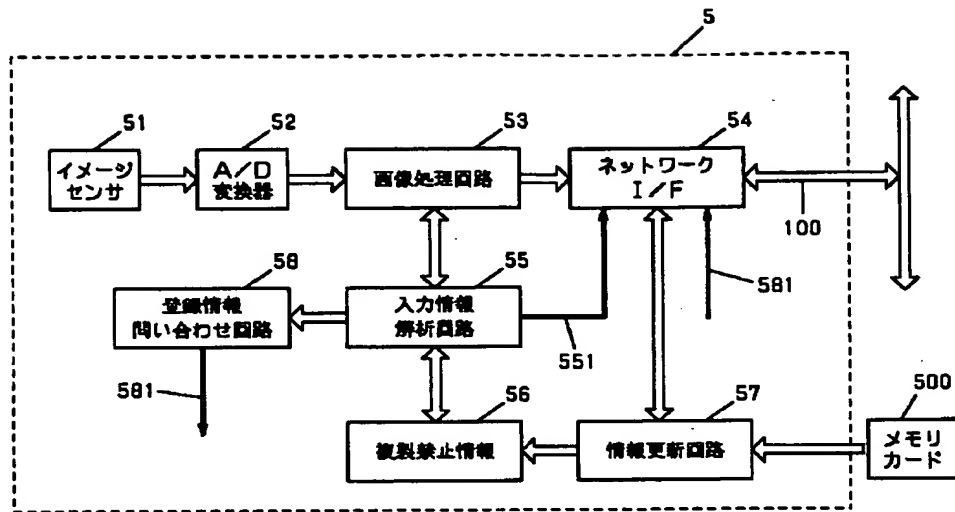 5
51
52
53
54
イメージ
センサ
A/D
変換器
画像処理回路
ネットワーク
I/F
100
58
55
581
登録情報
問い合わせ回路
入力情報
解析回路
551
581
56
57
500
複製禁止情報
情報更新回路
メモリ
カード